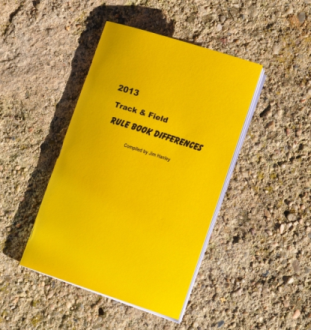 2013
Track & Field
RULE BOOK DIFFERENCES
Compiled by Jim Hanley